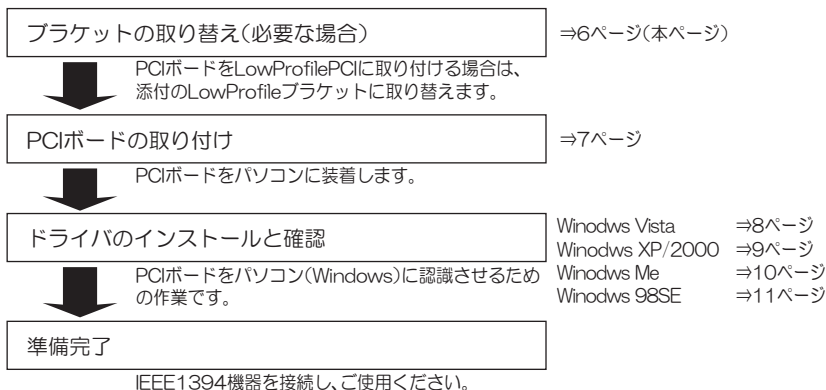 ブラケットの取り替え(必要な場合)
⇒6ページ(本ページ)
PCIボードをLowProfilePCIに取り付ける場合は、
添付のLowProfileブラケットに取り替えます。
PCIボードの取り付け
⇒7ページ
PCIボードをパソコンに装着します。
ドライバのインストールと確認
Winodws Vista ⇒8ページ
Winodws XP/2000 ⇒9ページ
Winodws Me ⇒10ページ
Winodws 98SE ⇒11ページ
PCIボードをパソコン(Windows)に認識させるため
の作業です。
準備完了
IEEE1394機器を接続し、ご使用ください。